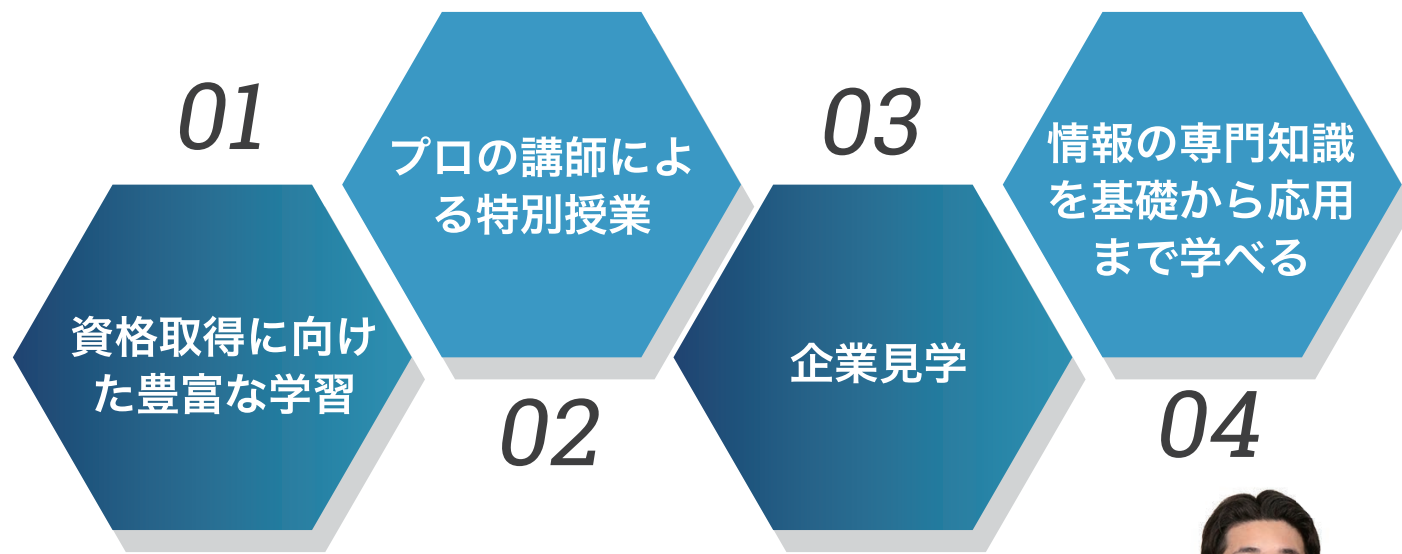 01
資格取得に向け
た豊富な学習
プロの講師によ
る特別授業
02
03
企業見学
情報の専門知識
を基礎から応用
まで学べる
04